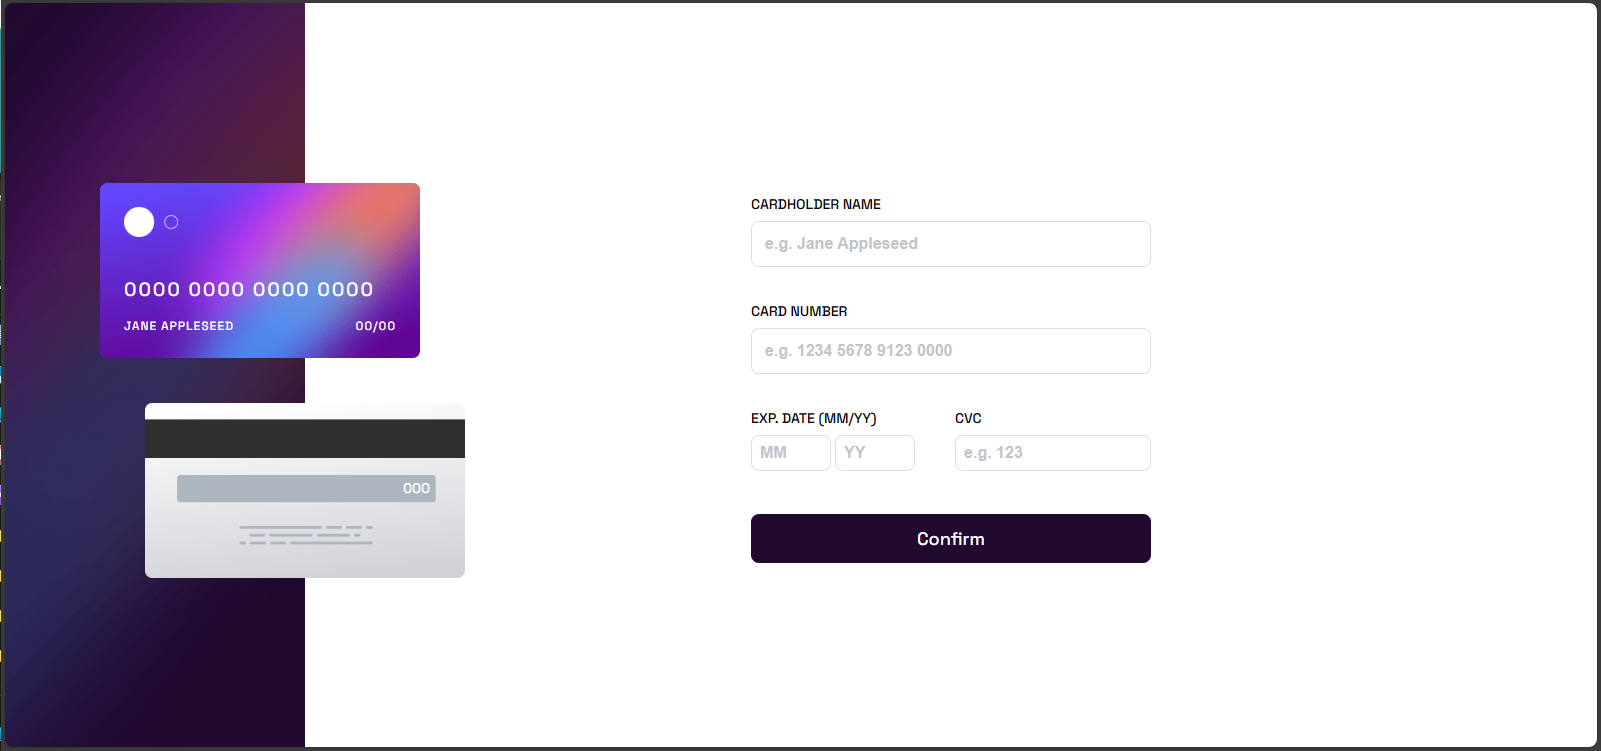 0000 0000 0000 0000
JANE APPLESEED 00/00
000
CARDHOLDER NAME
e.g. Jane Appleseed
CARD NUMBER
e.g. 1234 5678 9123 0000
EXP. DATE (MM/YY) CVC
MM YY e.g. 123
Confirm